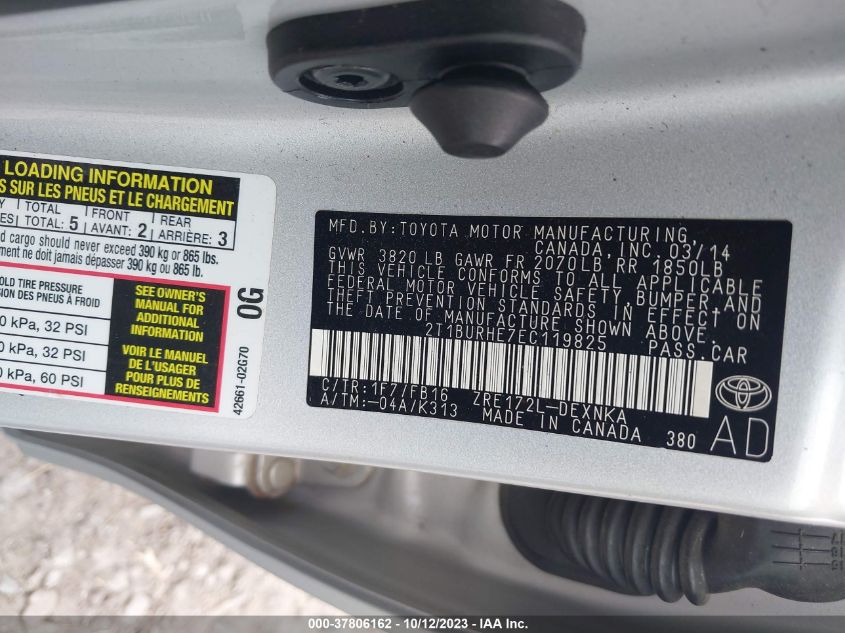 LOADING INFORMATION
SUR LES PNEUS ET LE CHARGEMENT
TOTAL FRONT REAR
TOTAL: 5 AVANT: 2 ARRIÈRE: 3
cargo should never exceed 390 kg or 865 lbs.
ne doit jamais dépasser 390 kg ou 865 lb.
TIRE PRESSURE
DES PNEUS À FROID
kPa, 32 PSI
kPa, 32 PSI
kPa, 60 PSI
SEE OWNER'S
MANUAL FOR
ADDITIONAL
INFORMATION
VOIR LE MANUEL
DE L'USAGER
POUR PLUS DE
RENSEIGNEMENTS
0G
42661-02G70
MFD. BY: TOYOTA MOTOR MANUFACTURING,
CANADA, INC. 03/14
GVWR 3820 LB GAWR FR 2070LB RR 1850LB
THIS VEHICLE CONFORMS TO ALL APPLICABLE
FEDERAL MOTOR VEHICLE SAFETY, BUMPER, AND
THEFT PREVENTION STANDARDS IN EFFECT ON
THE DATE OF MANUFACTURE SHOWN ABOVE.
2T1BURHE7EC119825 PASS. CAR
C/TR: 1F7/FB16 ZRE172L-DEXNKA
A/TM: -04A/K313 MADE IN CANADA 380
AD
TOYOTA
000-37806162 - 10/12/2023 - IAAI, Inc.